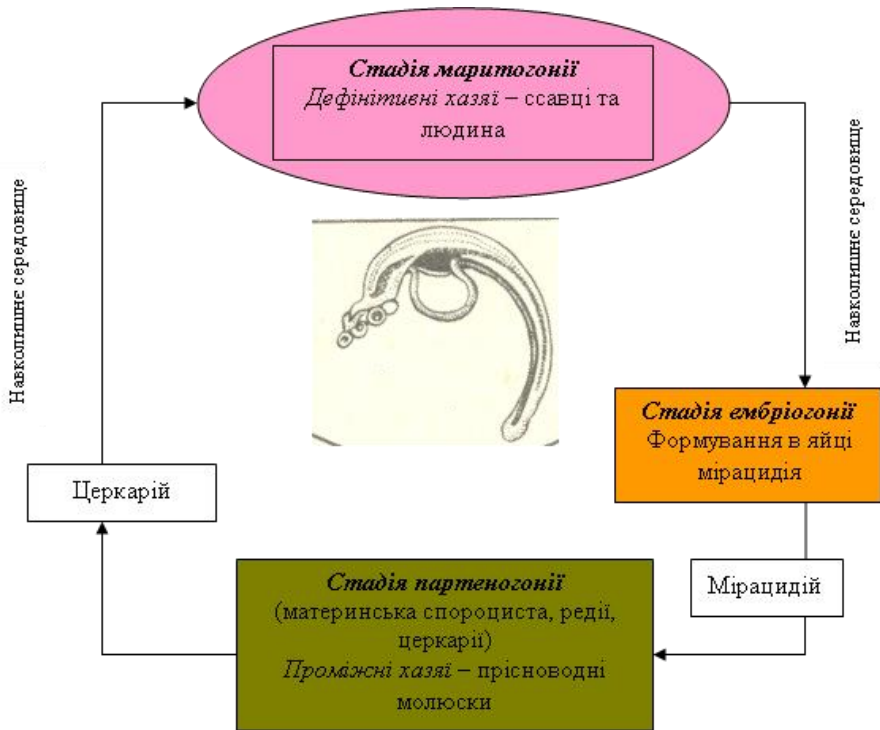 Стадія маритогонії
Дефінітивні хазяї – ссавці та
людина
Навколишнє середовище
Навколишнє середовище
Стадія ембріогонії
Формування в яйці
мірацидія
Церкарій
Мірацидій
Стадія партеногонії
(материнська спороциста, редії,
церкарії)
Проміжні хазяї – прісноводні
молюски